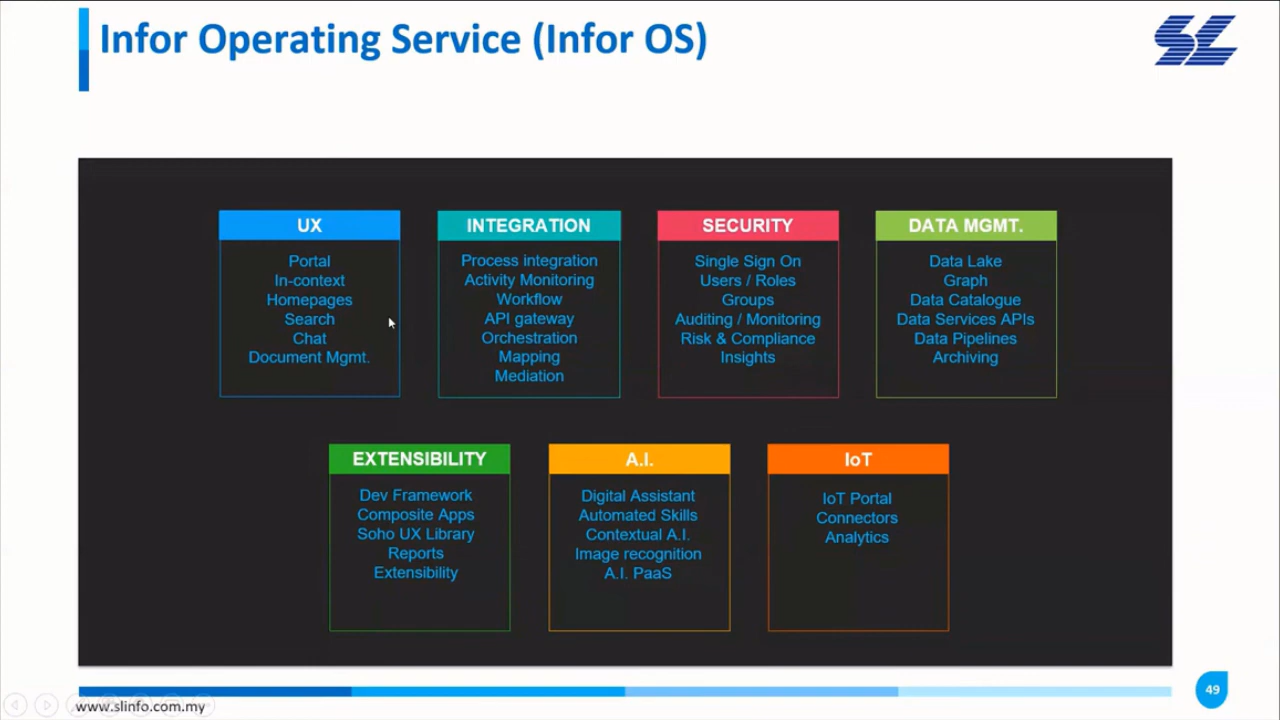 Infor Operating Service (Infor OS)
SL
UX
Portal
In-context
Homepages
Search
Chat
Document Mgmt.
INTEGRATION
Process integration
Activity Monitoring
Workflow
API gateway
Orchestration
Mapping
Mediation
SECURITY
Single Sign On
Users / Roles
Groups
Auditing / Monitoring
Risk & Compliance
Insights
DATA MGMT.
Data Lake
Graph
Data Catalogue
Data Services APIs
Data Pipelines
Archiving
EXTENSIBILITY
Dev Framework
Composite Apps
Soho UX Library
Reports
Extensibility
A.I.
Digital Assistant
Automated Skills
Contextual A.I.
Image recognition
A.I. PaaS
IoT
IoT Portal
Connectors
Analytics
www.slinfo.com.my
49